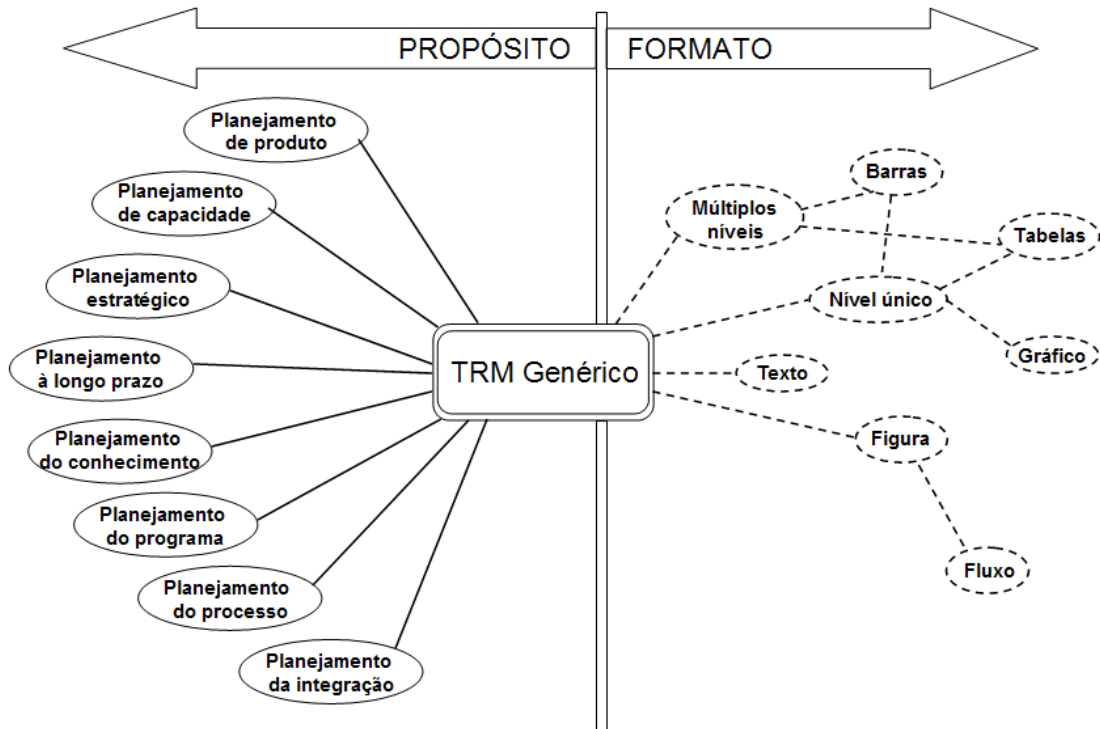 PROPÓSITO
FORMATO
Planejamento
de produto
Planejamento
de capacidade
Planejamento
estratégico
Planejamento
à longo prazo
Planejamento
do conhecimento
Planejamento
do programa
Planejamento
do processo
Planejamento
da integração
TRM Genérico
Múltiplos
níveis
Barras
Tabelas
Nível único
Gráfico
Texto
Figura
Fluxo